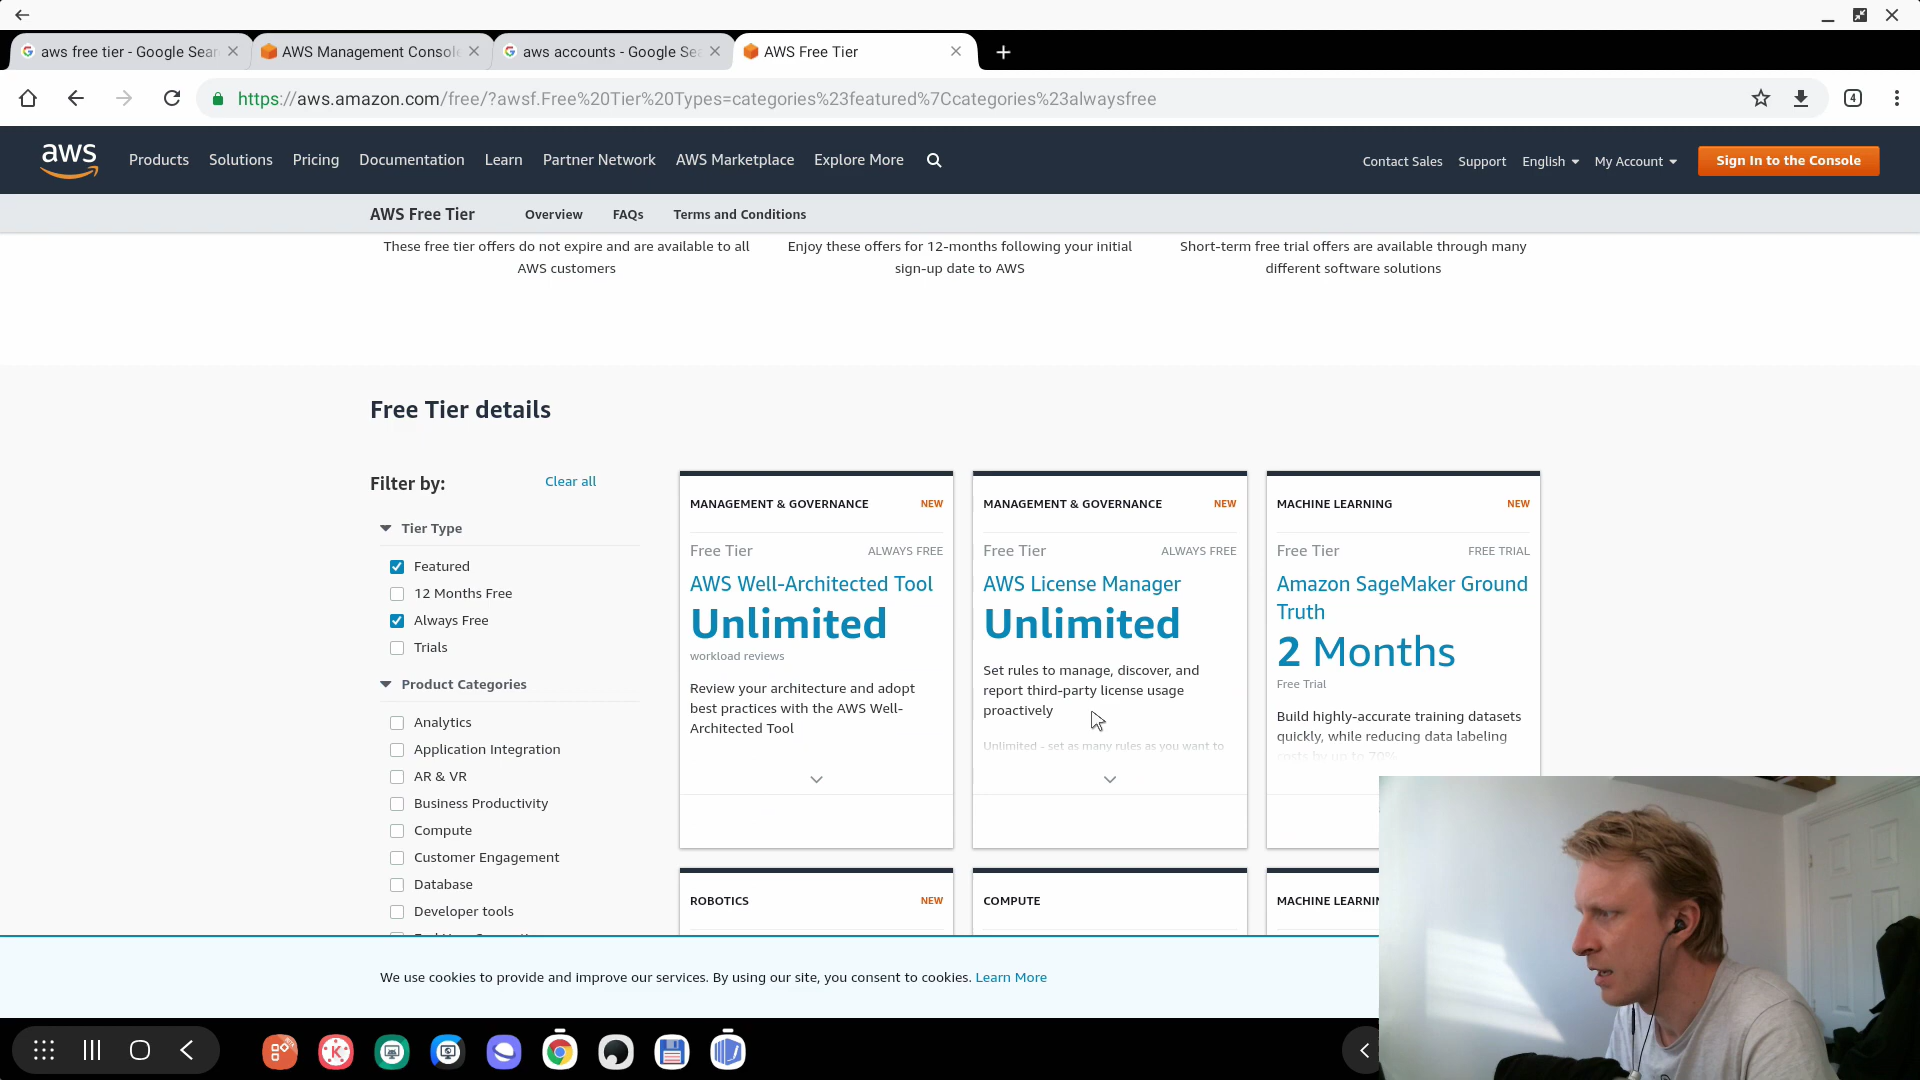 aws free tier - Google Sear
AWS Management Console
aws accounts - Google Sea
AWS Free Tier
https://aws.amazon.com/free/?awsf.Free%20Tier%20Types=categories%23featured%7Ccategories%23alwaysfree
4
aws
Products
Solutions
Pricing
Documentation
Learn
Partner Network
AWS Marketplace
Explore More
Contact Sales
Support
English
My Account
Sign In to the Console
AWS Free Tier
Overview
FAQs
Terms and Conditions
These free tier offers do not expire and are available to all
AWS customers
Enjoy these offers for 12-months following your initial
sign-up date to AWS
Short-term free trial offers are available through many
different software solutions
Free Tier details
Filter by:
Clear all
Tier Type
Featured
12 Months Free
Always Free
Trials
Product Categories
Analytics
Application Integration
AR & VR
Business Productivity
Compute
Customer Engagement
Database
Developer tools
MANAGEMENT & GOVERNANCE
NEW
Free Tier
ALWAYS FREE
AWS Well-Architected Tool
Unlimited
workload reviews
Review your architecture and adopt
best practices with the AWS Well-
Architected Tool
MANAGEMENT & GOVERNANCE
NEW
Free Tier
ALWAYS FREE
AWS License Manager
Unlimited
Set rules to manage, discover, and
report third-party license usage
proactively
Unlimited - set as many rules as you want to
MACHINE LEARNING
NEW
Free Tier
FREE TRIAL
Amazon SageMaker Ground
Truth
2 Months
Free Trial
Build highly-accurate training datasets
quickly, while reducing data labeling
costs by up to 70%
ROBOTICS
NEW
COMPUTE
MACHINE LEARNIN
We use cookies to provide and improve our services. By using our site, you consent to cookies. Learn More